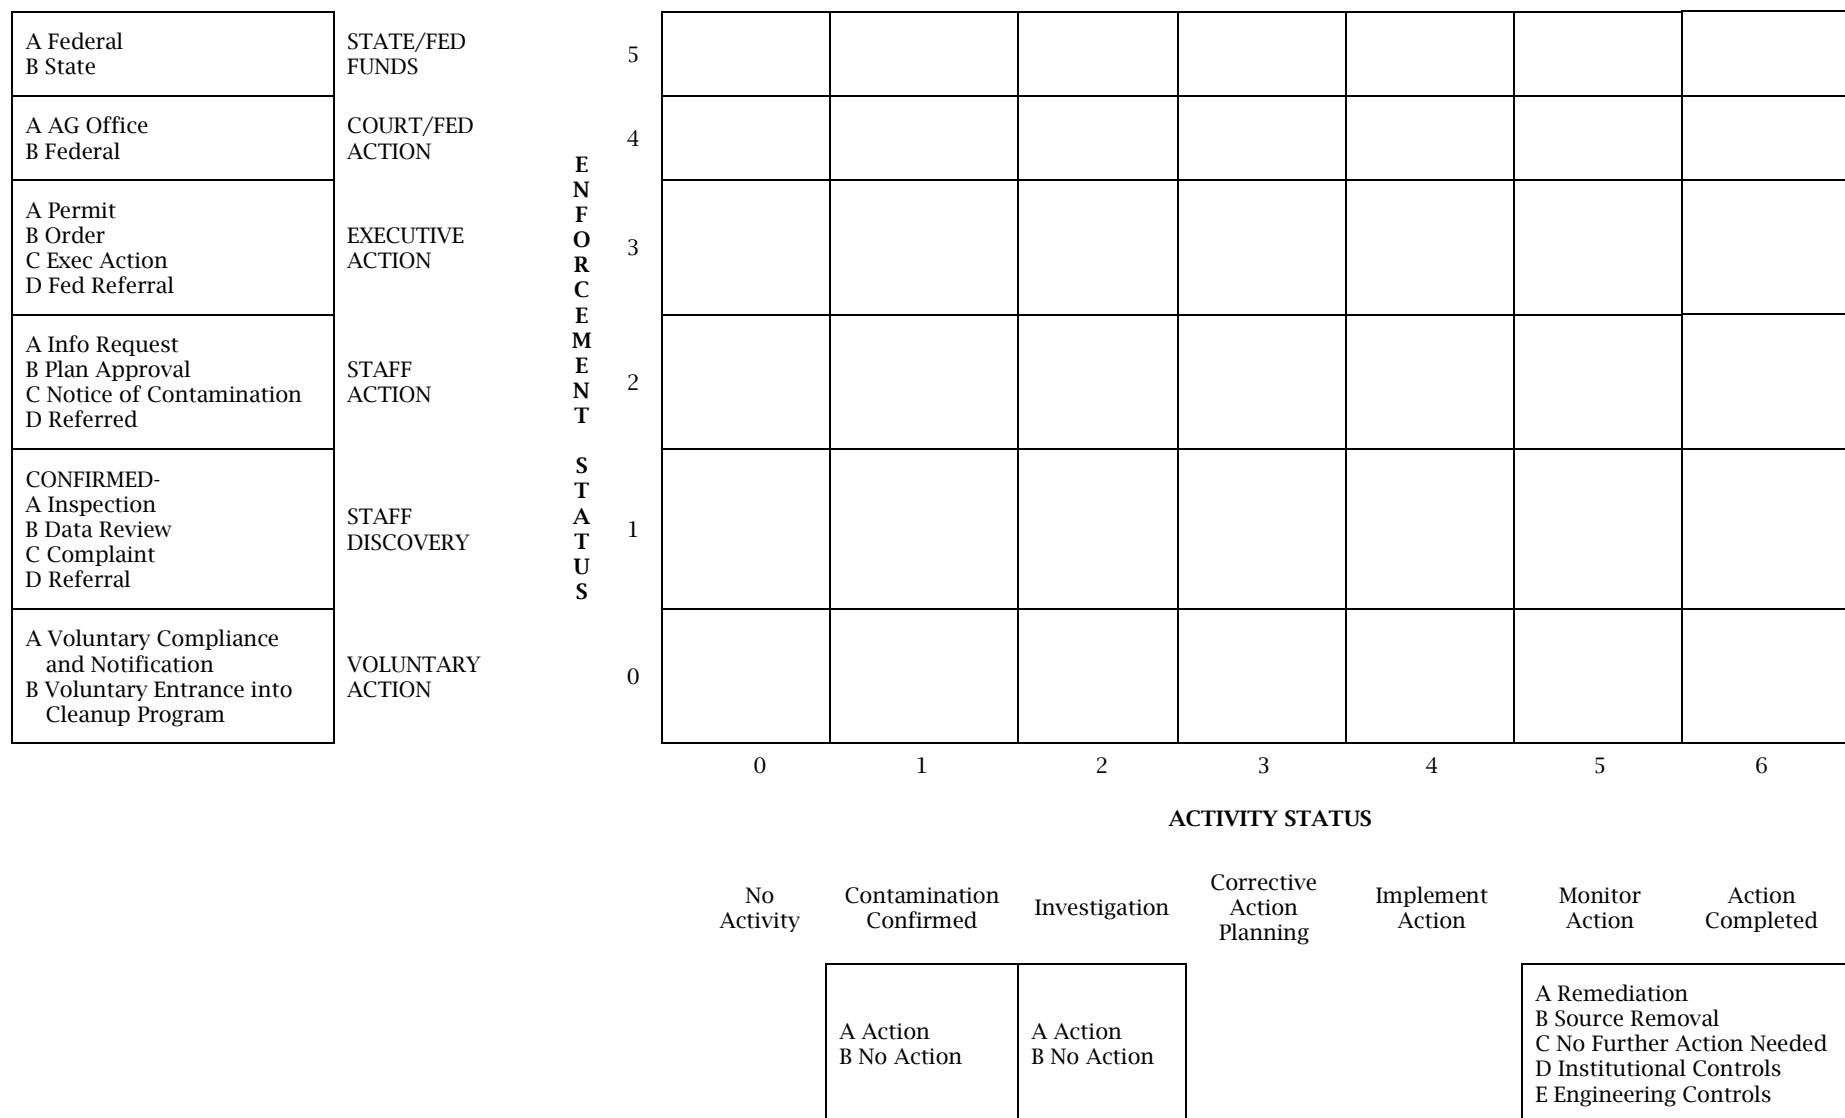 A Federal
B State
STATE/FED
FUNDS
5
A AG Office
B Federal
COURT/FED
ACTION
4
A Permit
B Order
C Exec Action
D Fed Referral
EXECUTIVE
ACTION
3
A Info Request
B Plan Approval
C Notice of Contamination
D Referred
STAFF
ACTION
2
CONFIRMED-
A Inspection
B Data Review
C Complaint
D Referral
STAFF
DISCOVERY
1
A Voluntary Compliance
and Notification
B Voluntary Entrance into
Cleanup Program
VOLUNTARY
ACTION
0
E
N
F
O
R
C
E
M
E
N
T
S
T
A
T
U
S
0 1 2 3 4 5 6
ACTIVITY STATUS
No
Activity
Contamination
Confirmed
Investigation
Corrective
Action
Planning
Implement
Action
Monitor
Action
Action
Completed
A Action
B No Action
A Action
B No Action
A Remediation
B Source Removal
C No Further Action Needed
D Institutional Controls
E Engineering Controls